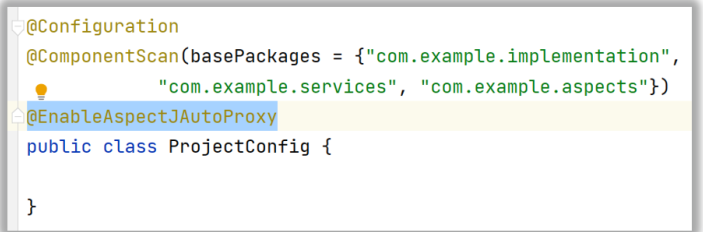 @Configuration
@ComponentScan(basePackages = {"com.example.implementation",
"com.example.services", "com.example.aspects"})
@EnableAspectJAutoProxy
public class ProjectConfig {
}